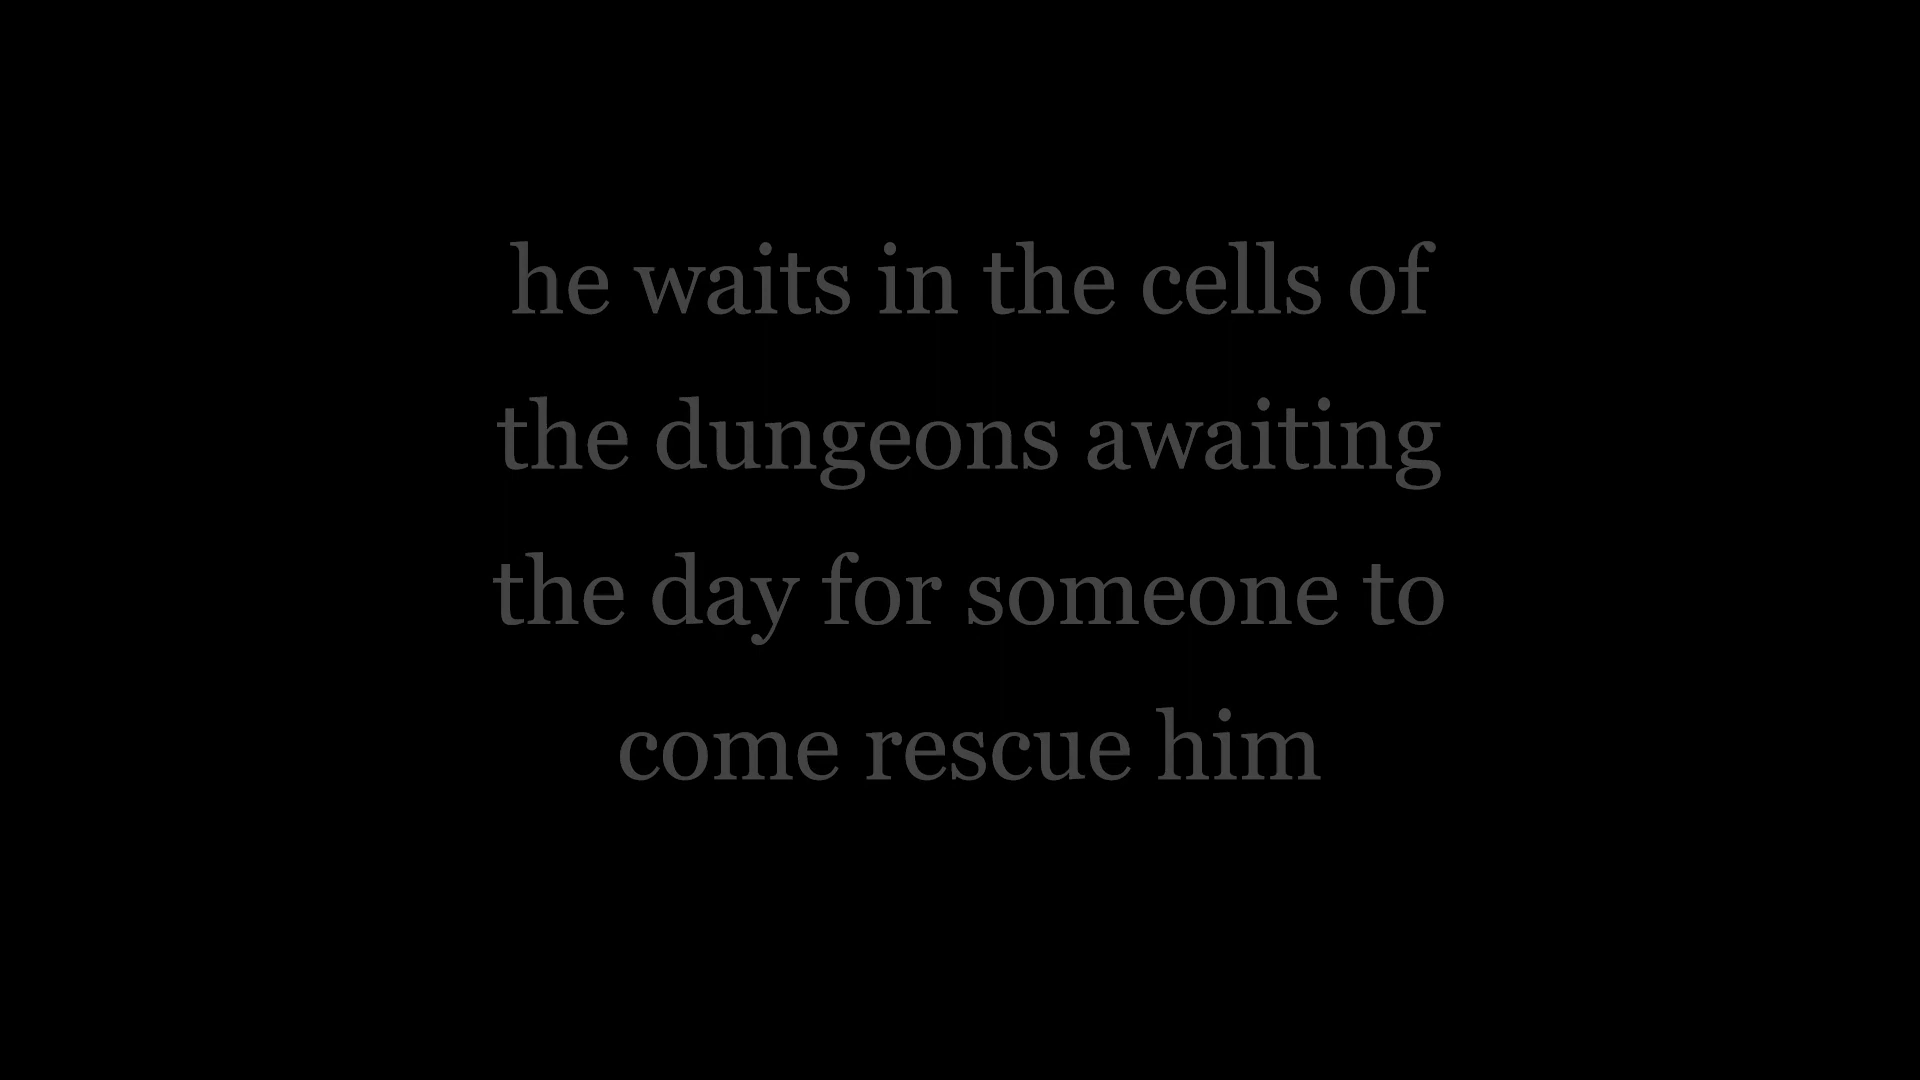 he waits in the cells of
the dungeons awaiting
the day for someone to
come rescue him